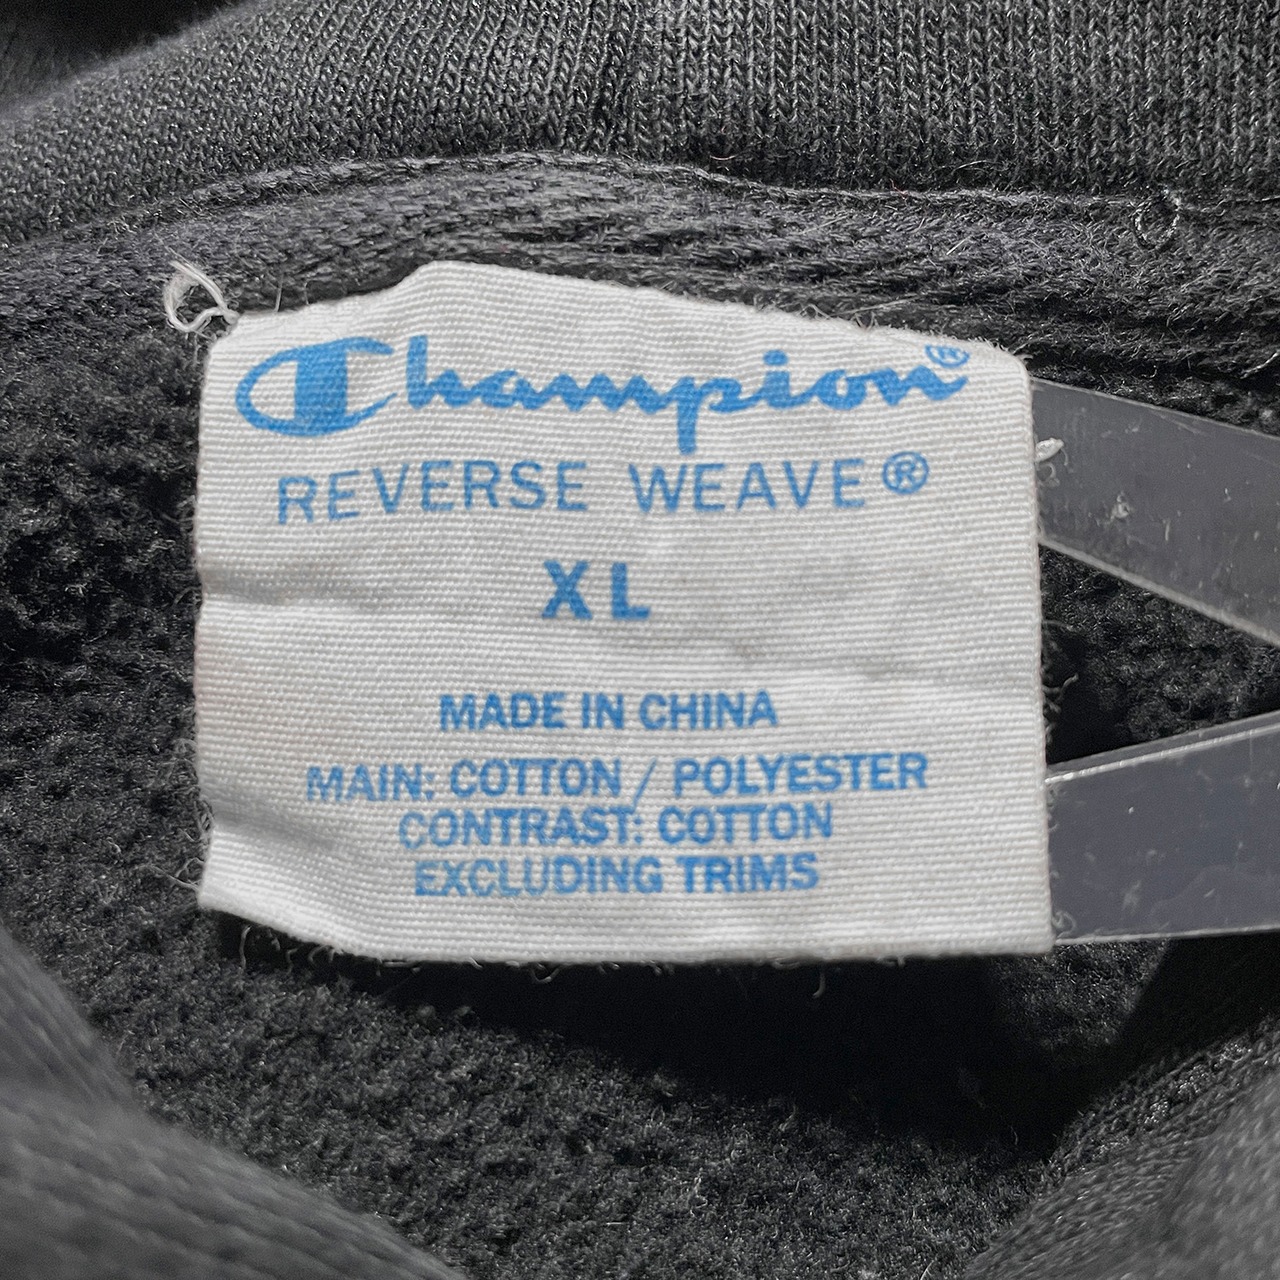 Champion®
REVERSE WEAVE®
XL
MADE IN CHINA
MAIN: COTTON / POLYESTER
CONTRAST: COTTON
EXCLUDING TRIMS